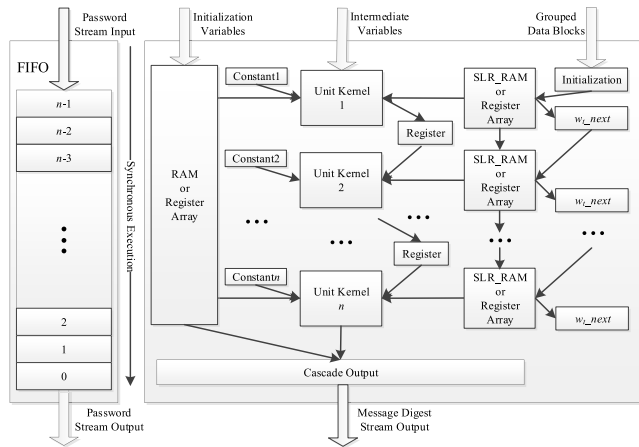 Password
Stream Input
Initialization
Variables
Intermediate
Variables
Grouped
Data Blocks
FIFO
n-1
n-2
n-3
2
1
0
Synchronous Execution
Password
Stream Output
RAM
or
Register
Array
Constant1
Unit Kernel
1
SLR_RAM
or
Register
Array
Initialization
w_t_next
Register
Constant2
Unit Kernel
2
SLR_RAM
or
Register
Array
w_t_next
Register
Constantn
Unit Kernel
n
SLR_RAM
or
Register
Array
w_t_next
Cascade Output
Message Digest
Stream Output